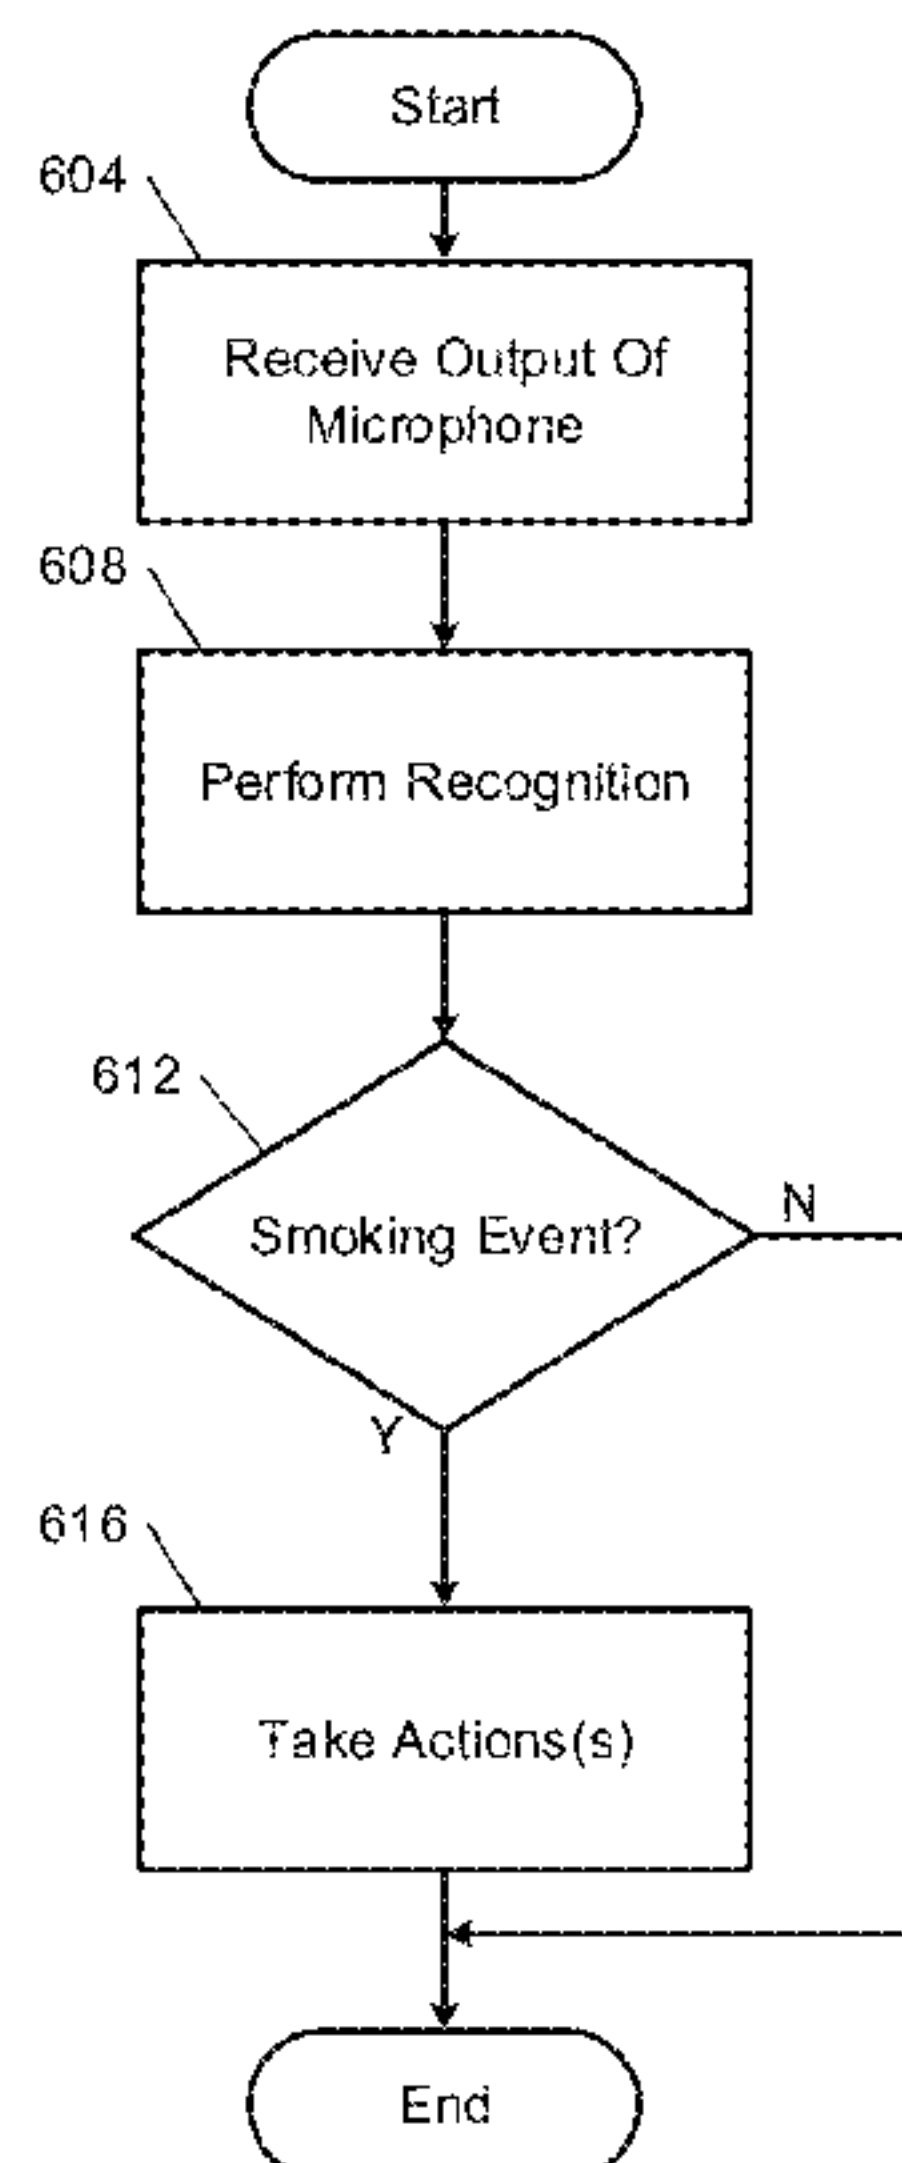 Start
604
Receive Output Of
Microphone
608
Perform Recognition
612
Smoking Event?
N
Y
616
Take Actions(s)
End